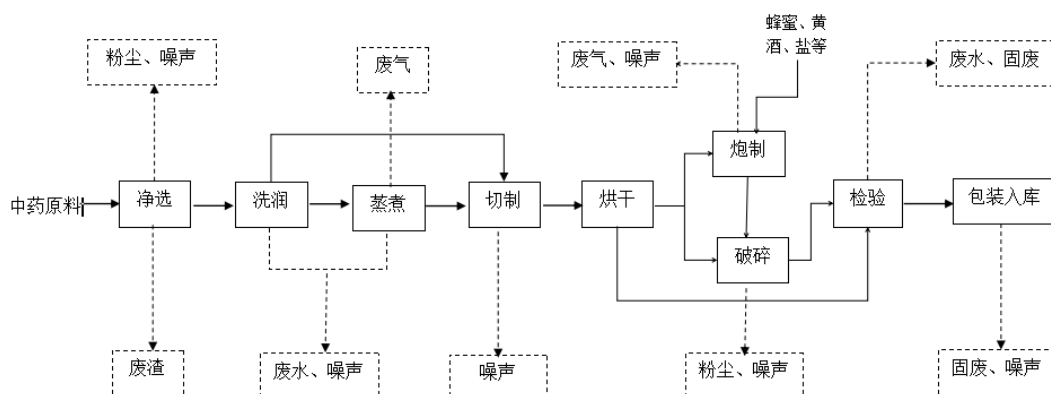 蜂蜜、黄
酒、盐等
粉尘、噪声
废气
废气、噪声
废水、固废
炮制
中药原料
净选
洗润
蒸煮
切制
烘干
检验
包装入库
破碎
废渣
废水、噪声
噪声
粉尘、噪声
固废、噪声